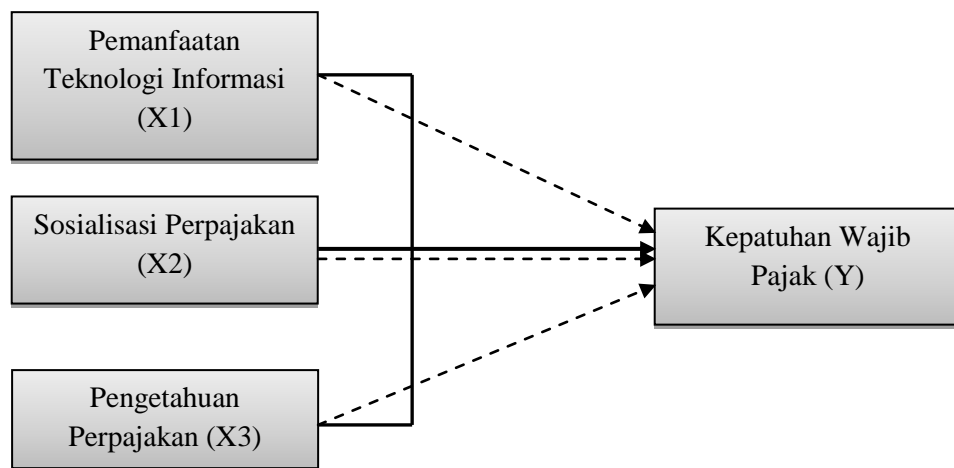 Pemanfaatan
Teknologi Informasi
(X1)
Sosialisasi Perpajakan
(X2)
Pengetahuan
Perpajakan (X3)
Kepatuhan Wajib
Pajak (Y)